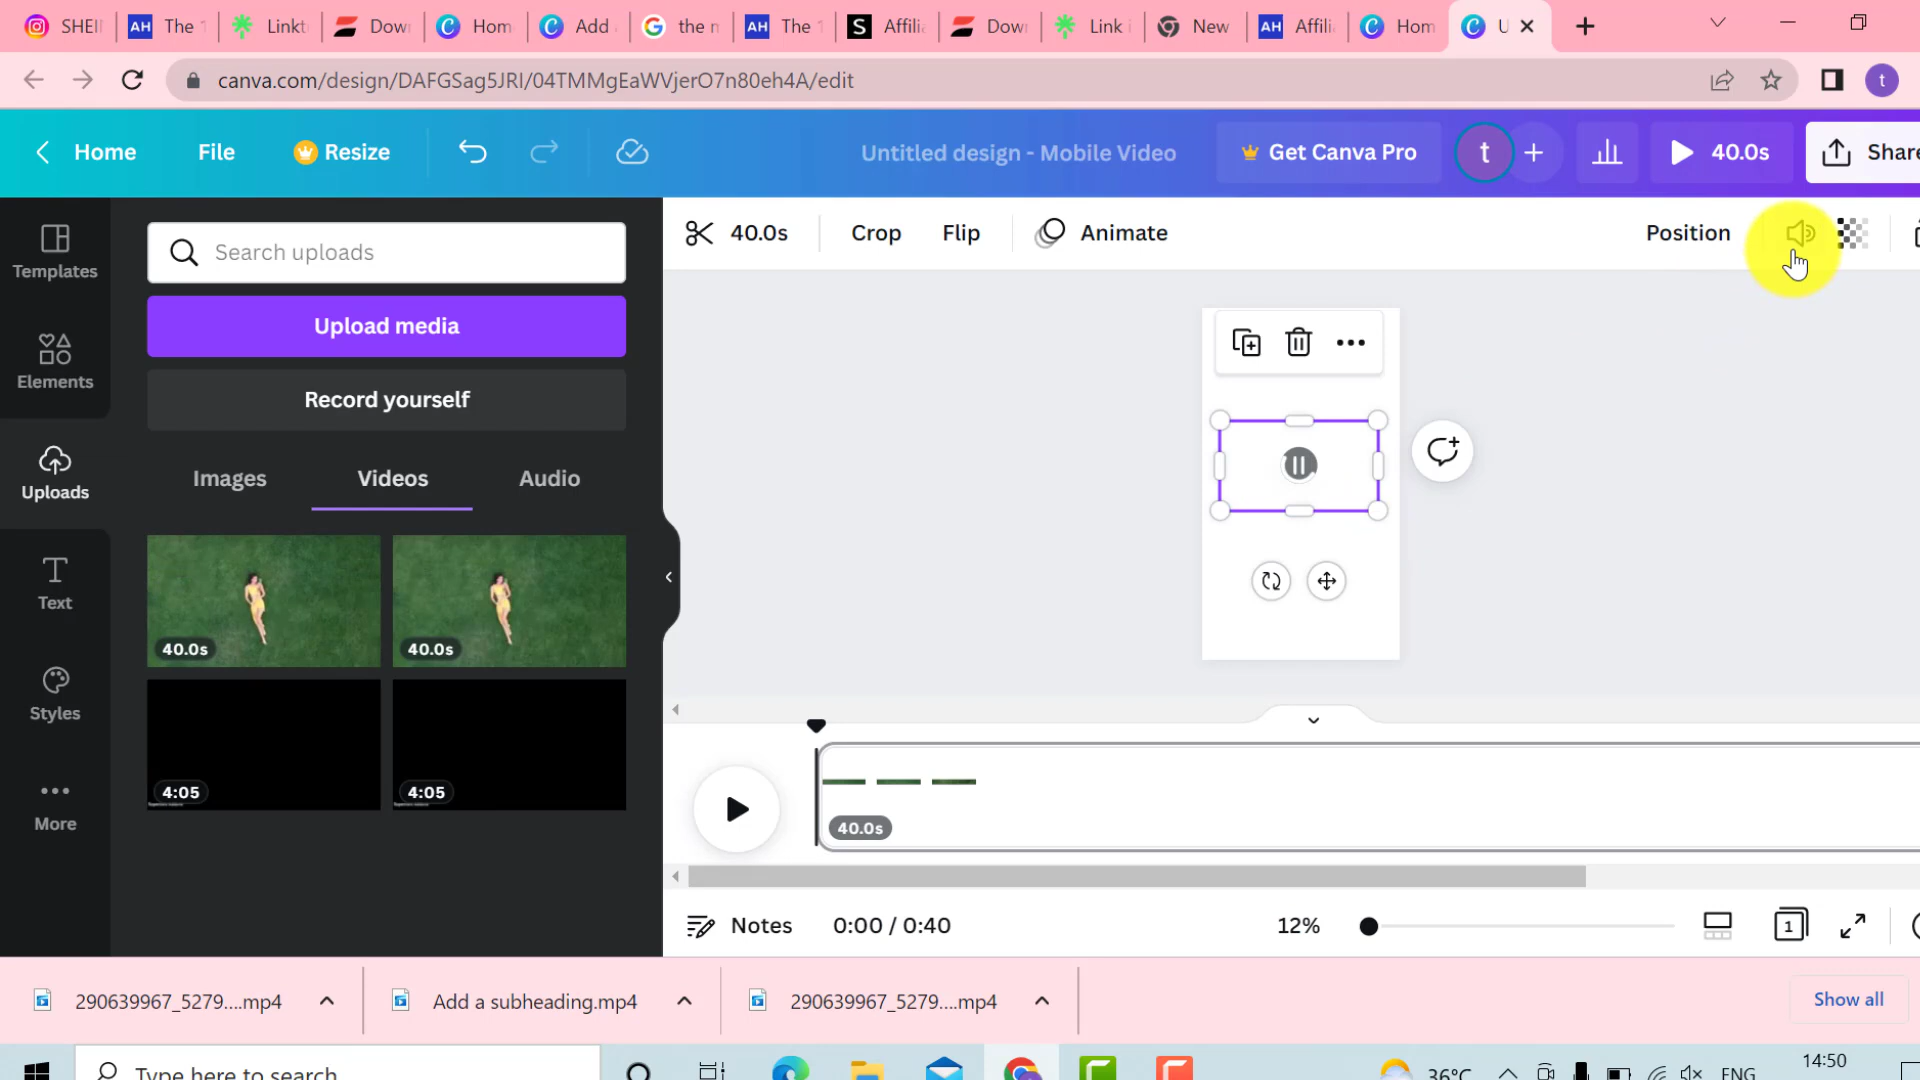 SHEI
AH The
Linkt
Dow
Hom
Add
the n
AH The
S Affili
Dow
Link i
New
AH Affili
Hom
U
canva.com/design/DAFGSag5JRI/04TMMgEaWVjerO7n80eh4A/edit
t
Home
File
Resize
Untitled design - Mobile Video
Get Canva Pro
t
40.0s
Share
Templates
Elements
Uploads
Text
Styles
More
Search uploads
Upload media
Record yourself
Images
Videos
Audio
40.0s
40.0s
4:05
4:05
40.0s
Crop
Flip
Animate
Position
40.0s
Notes
0:00 / 0:40
12%
1
290639967_5279....mp4
Add a subheading.mp4
290639967_5279....mp4
Show all
Type here to search
36°C
ENG
14:50